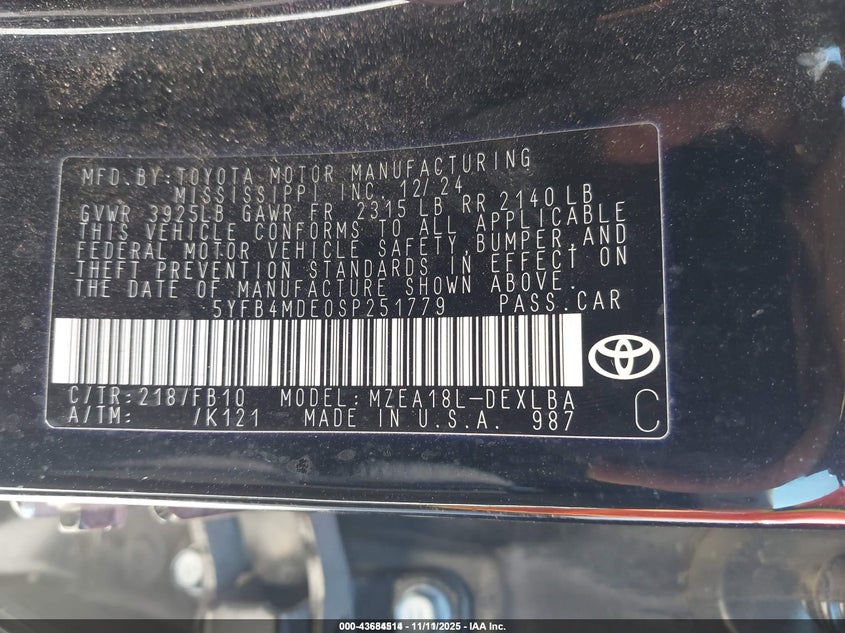 MFD. BY: TOYOTA MOTOR MANUFACTURING
MISSISSIPPI INC. 12/24
GVWR 3925LB GAWR FR 2315 LB RR 2140 LB
THIS VEHICLE CONFORMS TO ALL APPLICABLE
FEDERAL MOTOR VEHICLE SAFETY, BUMPER, AND
THEFT PREVENTION STANDARDS IN EFFECT ON
THE DATE OF MANUFACTURE SHOWN ABOVE.
5YFB4MDE0SP251779 PASS. CAR
C/TR: 218/FB10 MODEL: MZEA18L-DEXLBA
A/TM: /K121 MADE IN U.S.A. 987
C
000-43684514 - 11/11/2025 - IAA Inc.